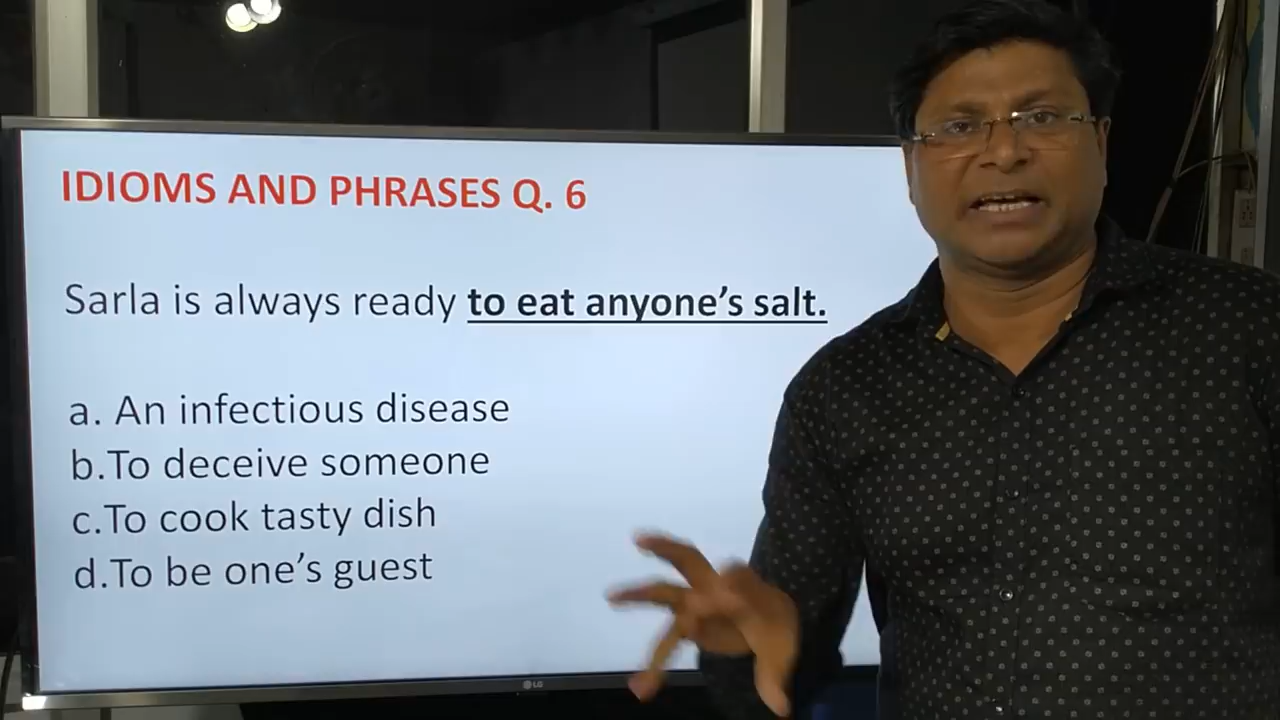 IDIOMS AND PHRASES Q. 6
Sarla is always ready to eat anyone’s salt.
a. An infectious disease
b.To deceive someone
c.To cook tasty dish
d.To be one’s guest
LG